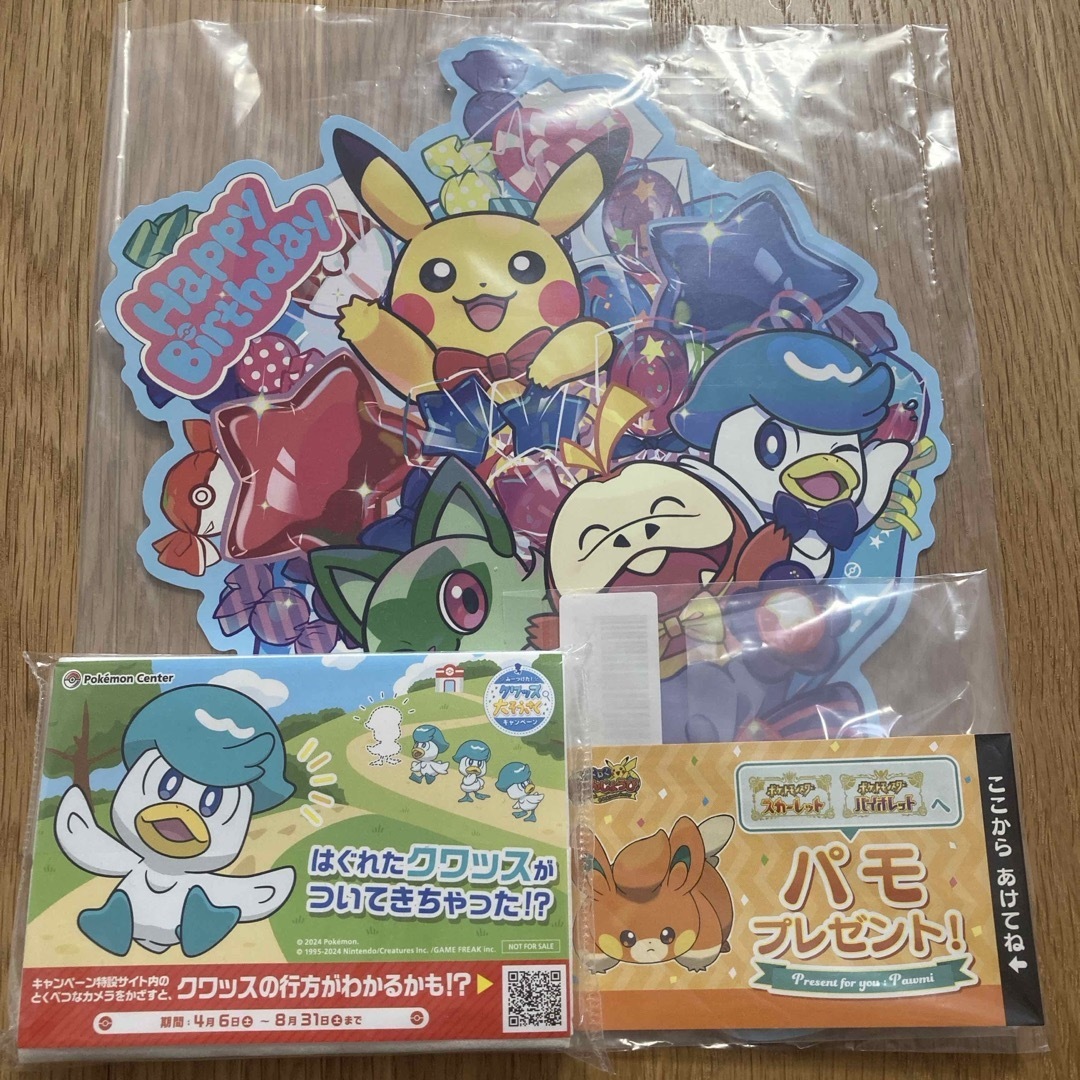 Happy
Birthday
Pokémon Center
みーつけた!
クワッス
大そうさく
キャンペーン
はぐれたクワッスが
ついてきちゃった!?
© 2024 Pokémon.
© 1995-2024 Nintendo/Creatures Inc. /GAME FREAK inc.
NOT FOR SALE
キャンペーン特設サイト内の
とくべつなカメラをかざすと、
クワッスの行方がわかるかも!?
期間:4月6日土 ~ 8月31日土まで
ポケットモンスター
スカーレット
ポケットモンスター
バイオレット
へ
パモ
プレゼント!
Present for you : Pawmi
ここから あけてね